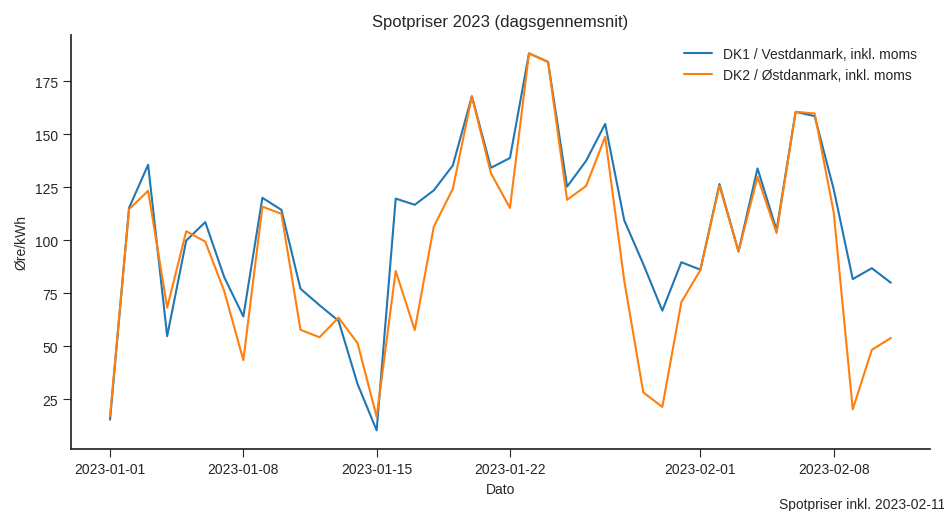 Spotpriser 2023 (dagsgennemsnit)
DK1 / Vestdanmark, inkl. moms
DK2 / Østdanmark, inkl. moms
175
150
125
100
75
50
25
Øre/kWh
2023-01-01
2023-01-08
2023-01-15
2023-01-22
2023-02-01
2023-02-08
Dato
Spotpriser inkl. 2023-02-11